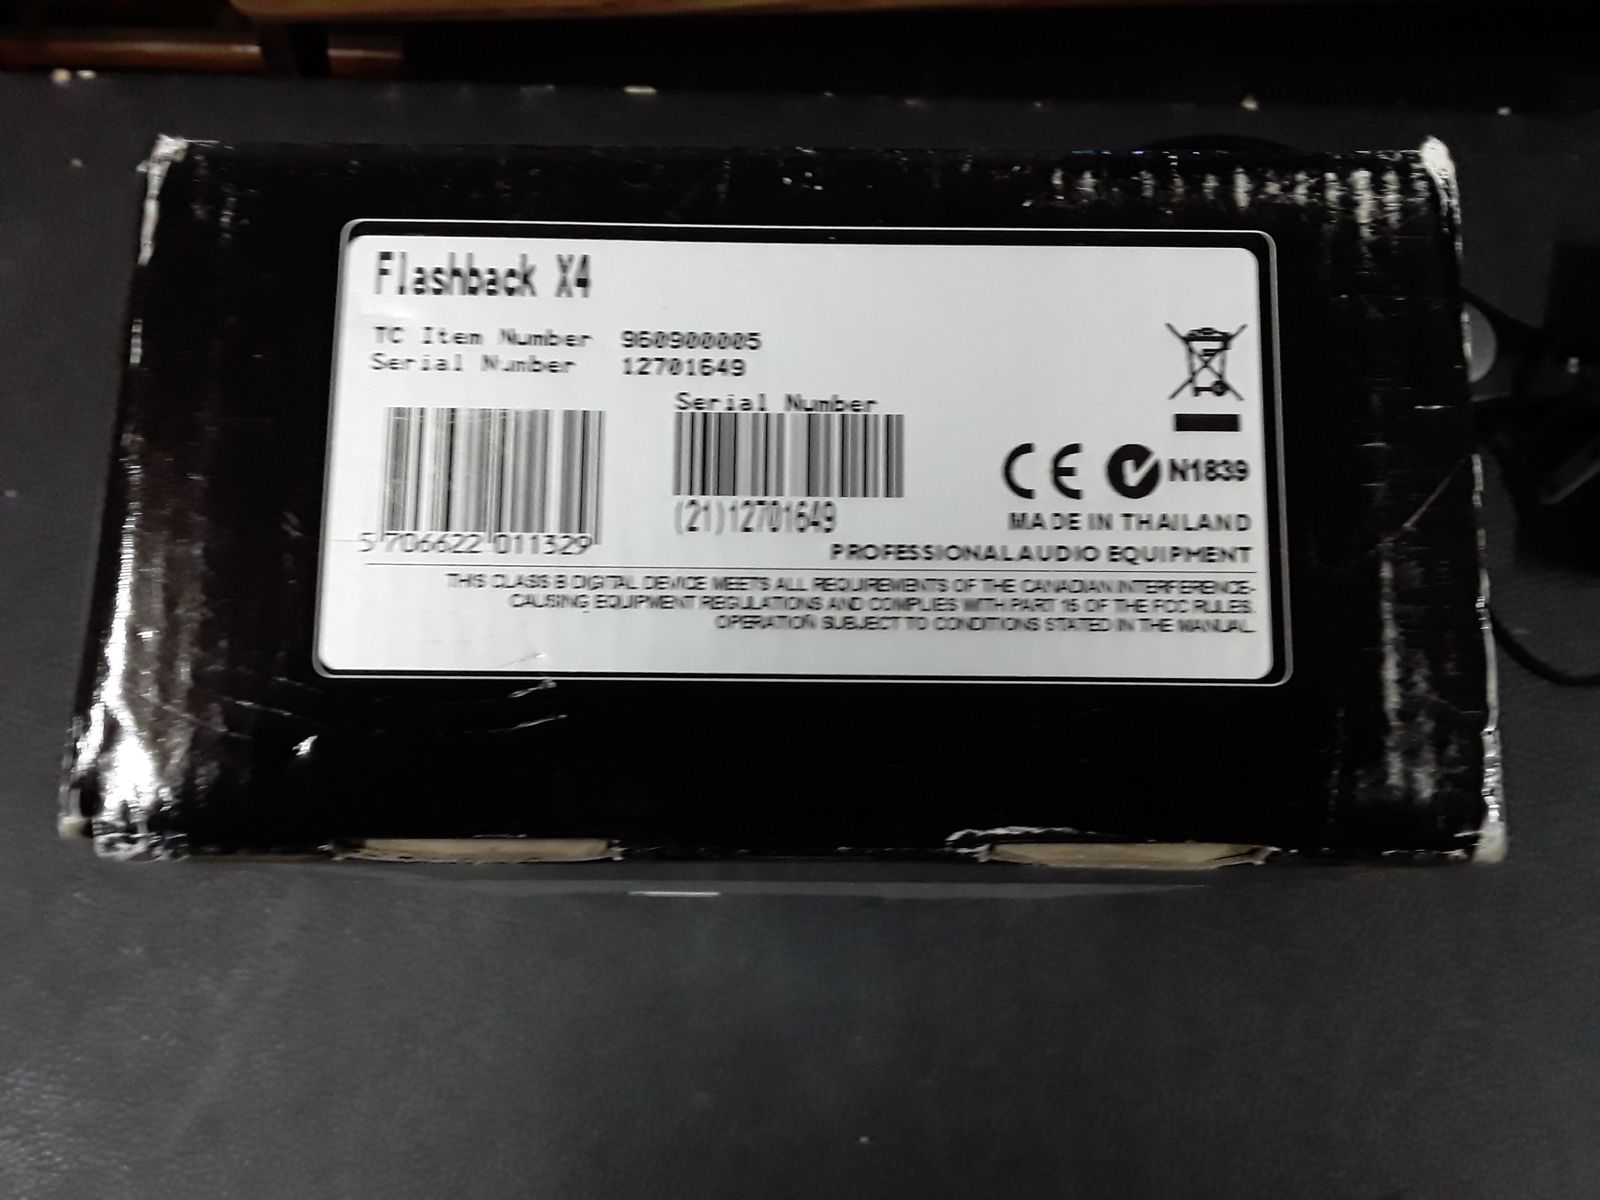 Flashback X4
TC Item Number 960900005
Serial Number 12701649
Serial Number
5 706622 011329
(21)12701649
CE N1839
MADE IN THAILAND
PROFESSIONAL AUDIO EQUIPMENT
THIS CLASS B DIGITAL DEVICE MEETS ALL REQUIREMENTS OF THE CANADIAN INTERFERENCE-
CAUSING EQUIPMENT REGULATIONS AND COMPLIES WITH PART 15 OF THE FCC RULES.
OPERATION SUBJECT TO CONDITIONS STATED IN THE MANUAL.